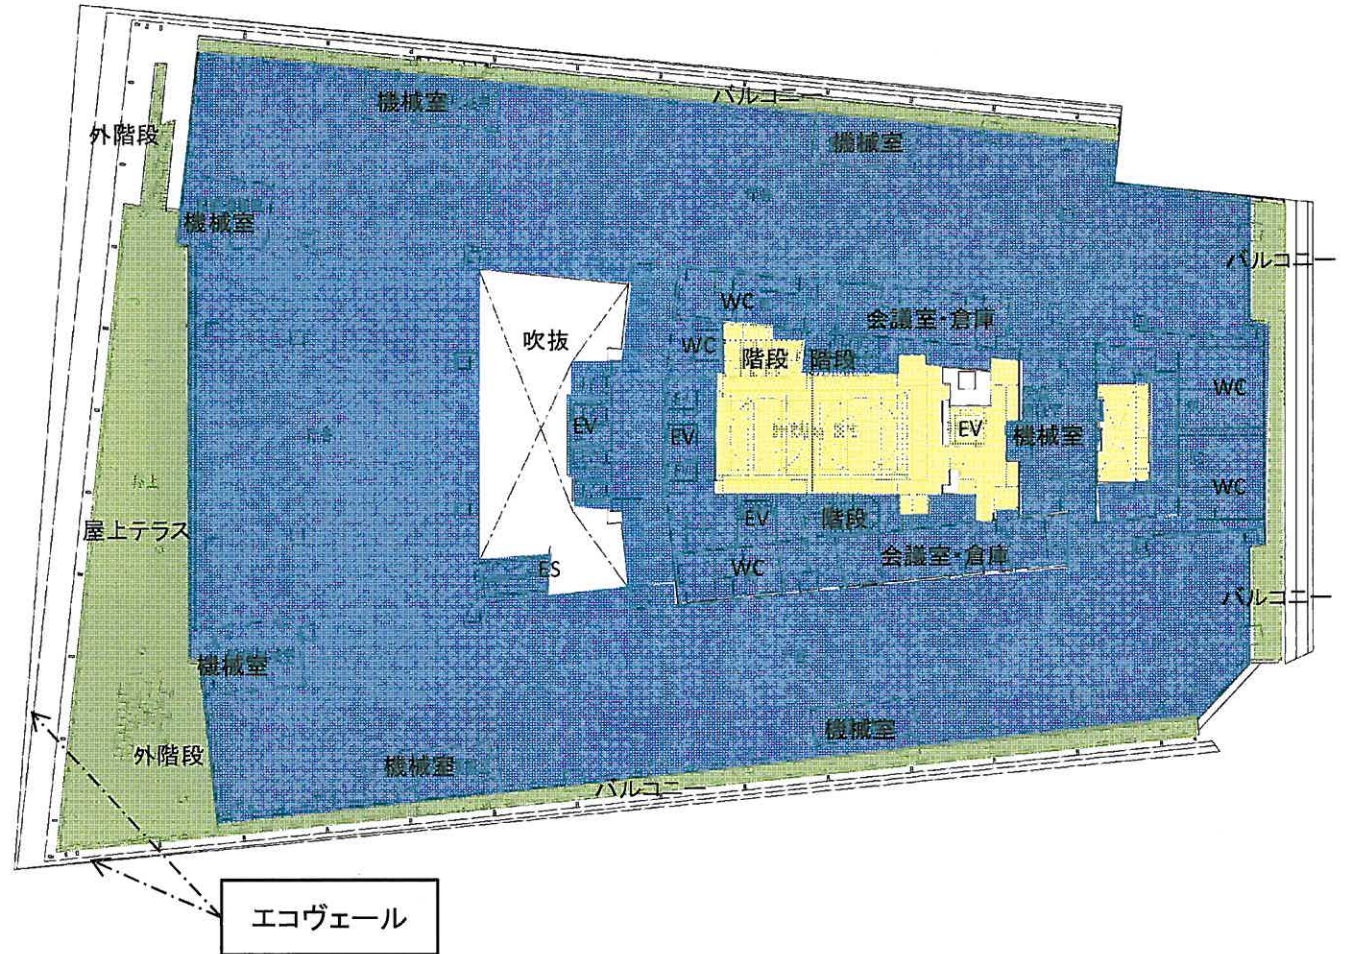 機械室
バルコニー
外階段
機械室
機械室
バルコニー
WC
会議室・倉庫
吹抜
WC
階段
階段
WC
EV
EV
EV
機械室
WC
屋上テラス
EV
階段
会議室・倉庫
ES
WC
バルコニー
機械室
機械室
外階段
機械室
バルコニー
エコヴェール